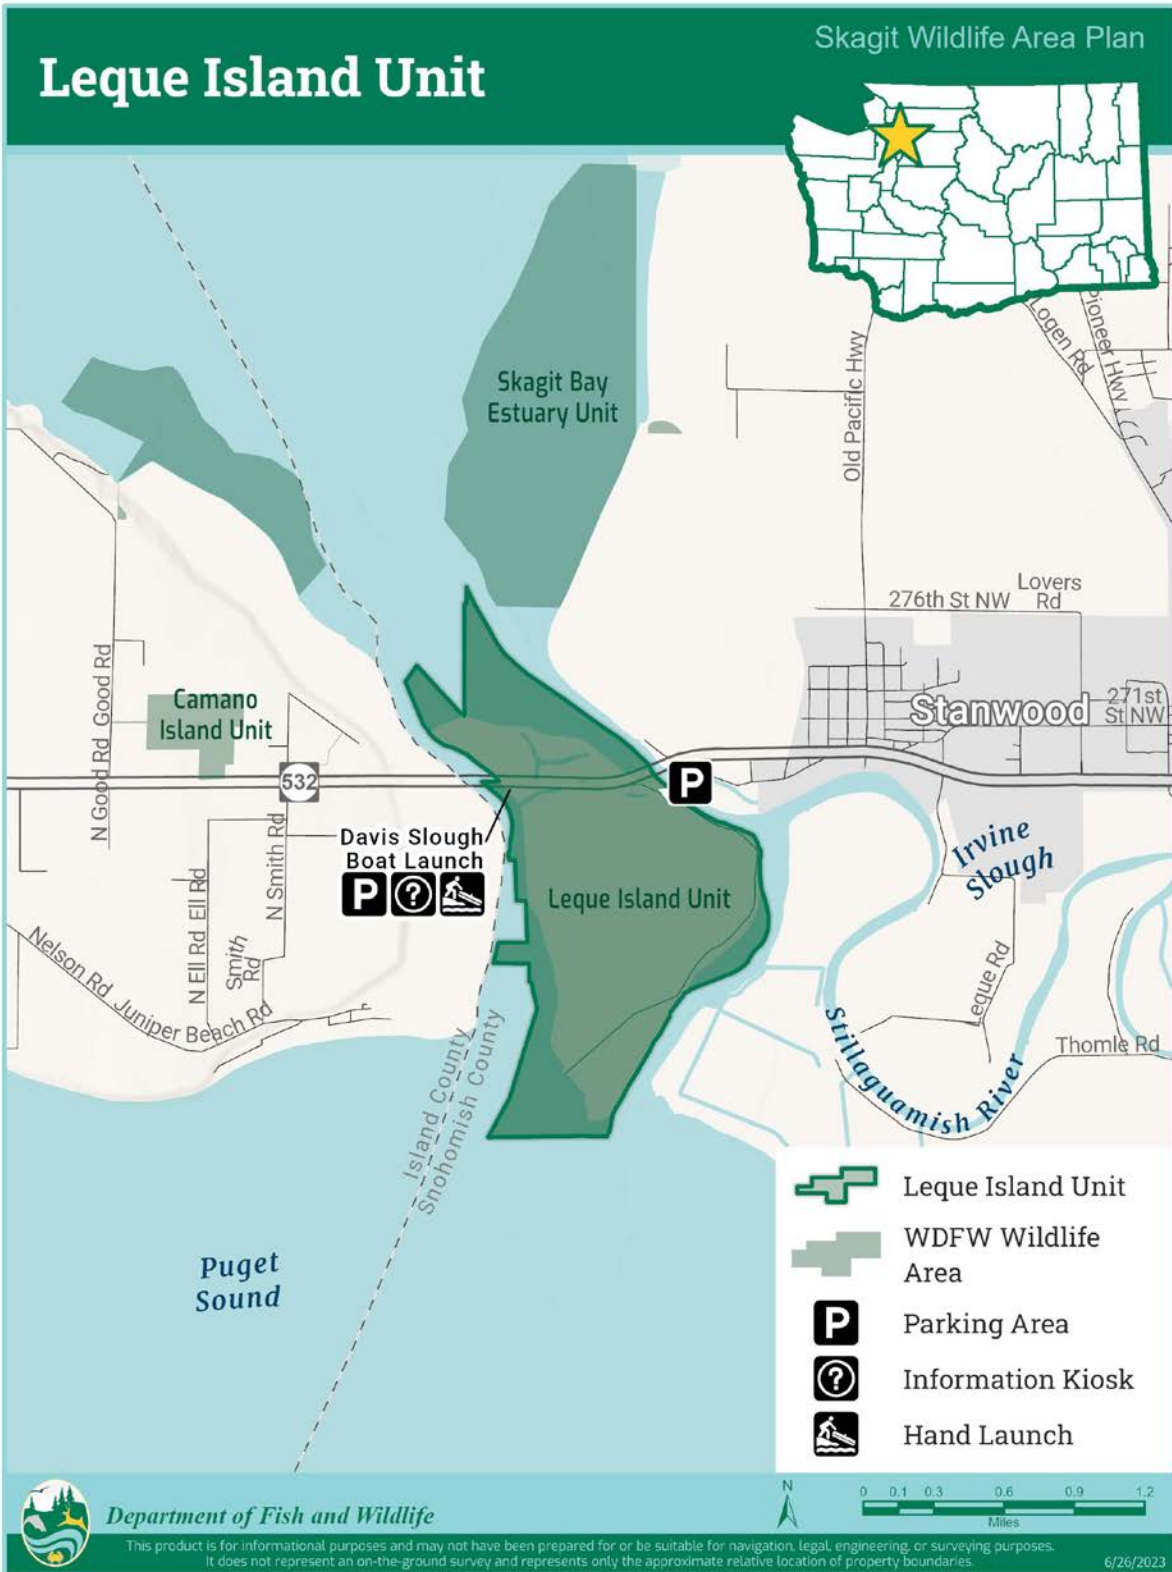 Skagit Wildlife Area Plan
Leque Island Unit
Logen Rd
Pioneer Hwy
Old Pacific Hwy
Skagit Bay
Estuary Unit
276th St NW
Lovers
Rd
N Good Rd Good Rd
Camano
Island Unit
Stanwood
271st
St NW
532
P
Davis Slough
Boat Launch
P
?
N Smith Rd
Irvine
Slough
Leque Island Unit
N Ell Rd Ell Rd
Smith
Rd
Nelson Rd
Juniper Beach Rd
Leque Rd
Stillaguamish River
Thomle Rd
Island County
Snohomish County
Puget
Sound
Leque Island Unit
WDFW Wildlife
Area
P
Parking Area
?
Information Kiosk
Hand Launch
Department of Fish and Wildlife
N
0 0.1 0.3 0.6 0.9 1.2
Miles
This product is for informational purposes and may not have been prepared for or be suitable for navigation, legal, engineering, or surveying purposes.
It does not represent an on-the-ground survey and represents only the approximate relative location of property boundaries.
6/26/2023